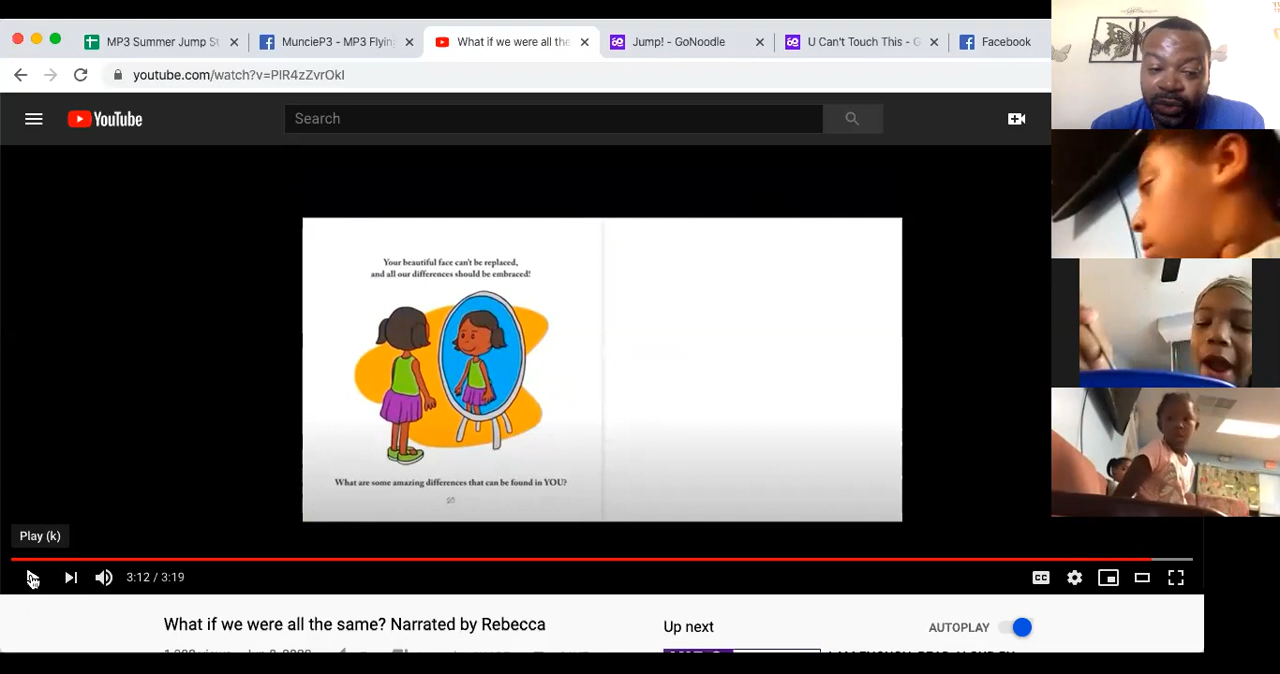 MP3 Summer Jump St
MuncieP3 - MP3 Flying
What if we were all the
Jump! - GoNoodle
U Can't Touch This - G
Facebook
youtube.com/watch?v=PIR4zZvrOkI
YouTube
Search
Your beautiful face can't be replaced,
and all our differences should be embraced!
What are some amazing differences that can be found in YOU?
Play (k)
3:12 / 3:19
CC
What if we were all the same? Narrated by Rebecca
Up next
AUTOPLAY